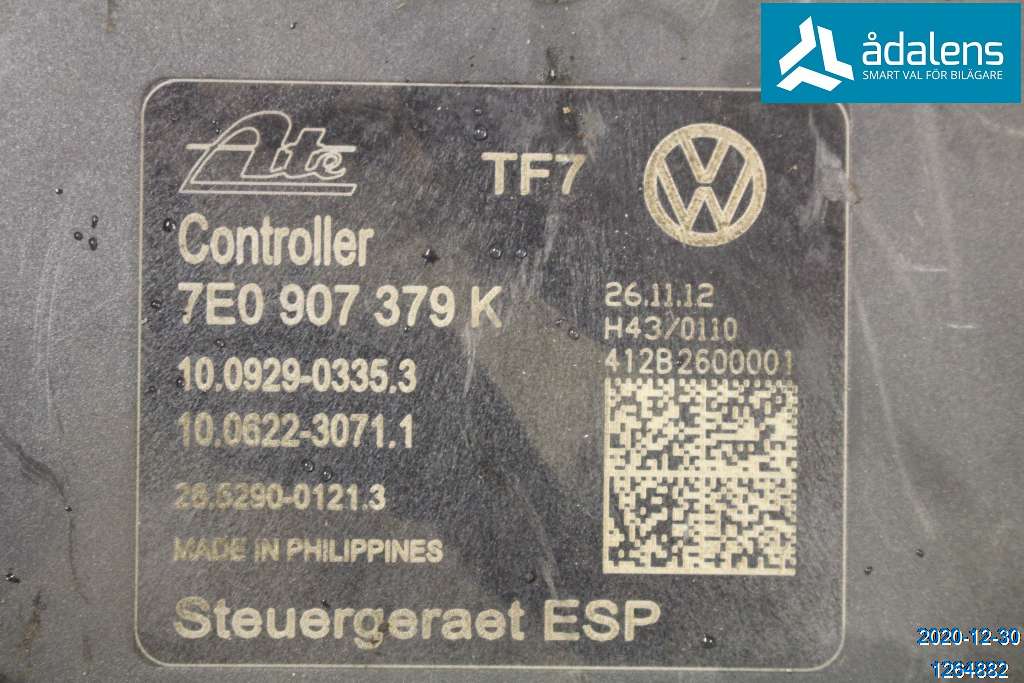 ådalens
SMART VAL FÖR BILÄGARE
Ate
TF7
Controller
7E0 907 379 K
26.11.12
H43/0110
412B2600001
10.0929-0335.3
10.0622-3071.1
28.5290-0121.3
MADE IN PHILIPPINES
Steuergeraet ESP
2020-12-30
1264882